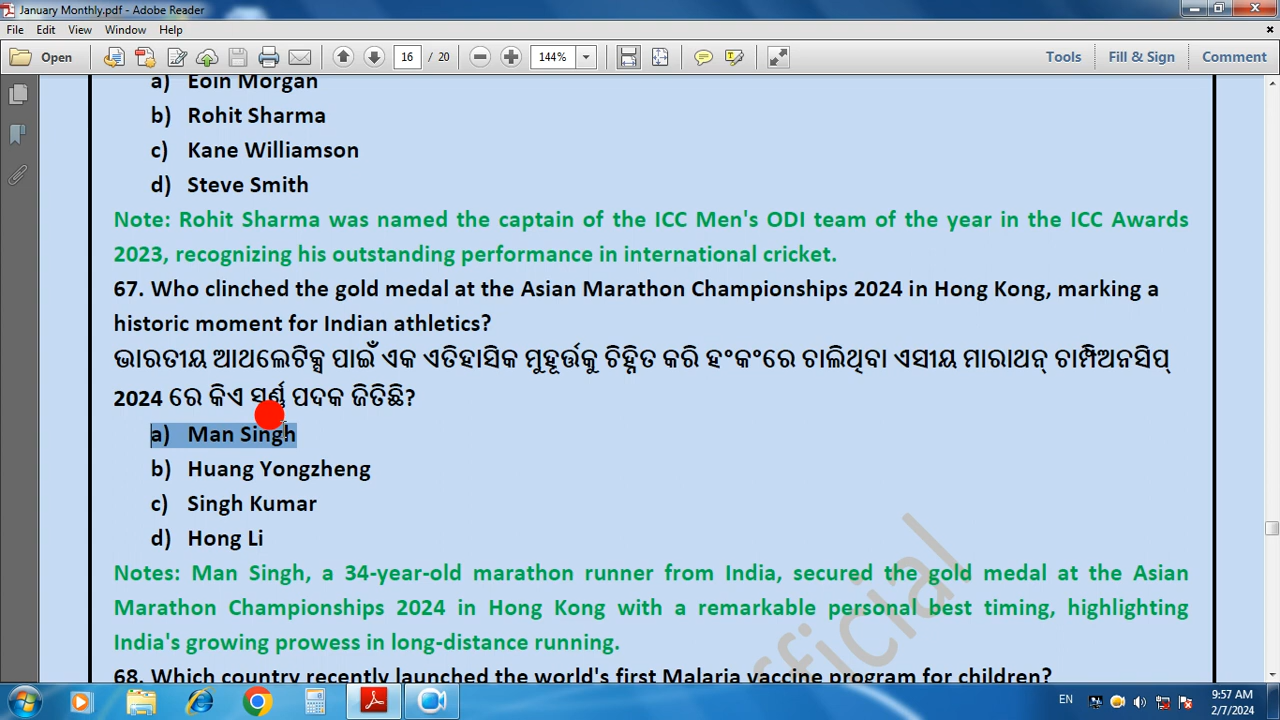 January Monthly.pdf - Adobe Reader
File Edit View Window Help
Open 16 / 20 144% Tools Fill & Sign Comment
a) Eoin Morgan
b) Rohit Sharma
c) Kane Williamson
d) Steve Smith
Note: Rohit Sharma was named the captain of the ICC Men's ODI team of the year in the ICC Awards
2023, recognizing his outstanding performance in international cricket.
67. Who clinched the gold medal at the Asian Marathon Championships 2024 in Hong Kong, marking a
historic moment for Indian athletics?
ଭାରତୀୟ ଆଥଲେଟିକ୍ସ ପାଇଁ ଏକ ଐତିହାସିକ ମୁହୂର୍ତ୍ତକୁ ଚିହ୍ନିତ କରି ହଂକଂରେ ଚାଲିଥିବା ଏସୀୟ ମାରାଥନ୍ ଚାମ୍ପିଅନସିପ୍
2024 ରେ କିଏ ସ୍ୱର୍ଣ୍ଣ ପଦକ ଜିତିଛି?
a) Man Singh
b) Huang Yongzheng
c) Singh Kumar
d) Hong Li
Notes: Man Singh, a 34-year-old marathon runner from India, secured the gold medal at the Asian
Marathon Championships 2024 in Hong Kong with a remarkable personal best timing, highlighting
India's growing prowess in long-distance running.
68. Which country recently launched the world's first Malaria vaccine program for children?
EN 9:57 AM
2/7/2024